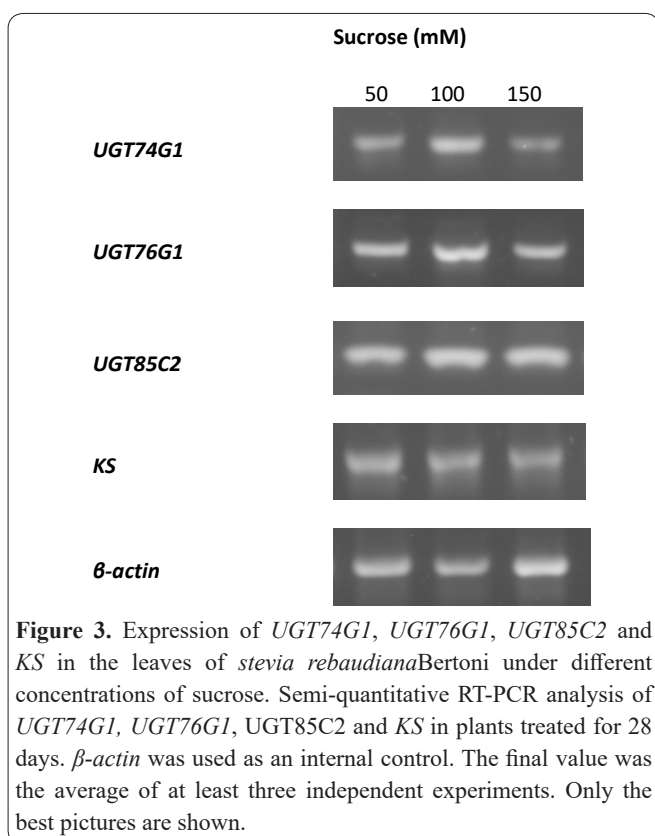 Sucrose (mM)
50 100 150
UGT74G1
UGT76G1
UGT85C2
KS
β-actin
Figure 3. Expression of UGT74G1, UGT76G1, UGT85C2 and
KS in the leaves of stevia rebaudianaBertoni under different
concentrations of sucrose. Semi-quantitative RT-PCR analysis of
UGT74G1, UGT76G1, UGT85C2 and KS in plants treated for 28
days. β-actin was used as an internal control. The final value was
the average of at least three independent experiments. Only the
best pictures are shown.